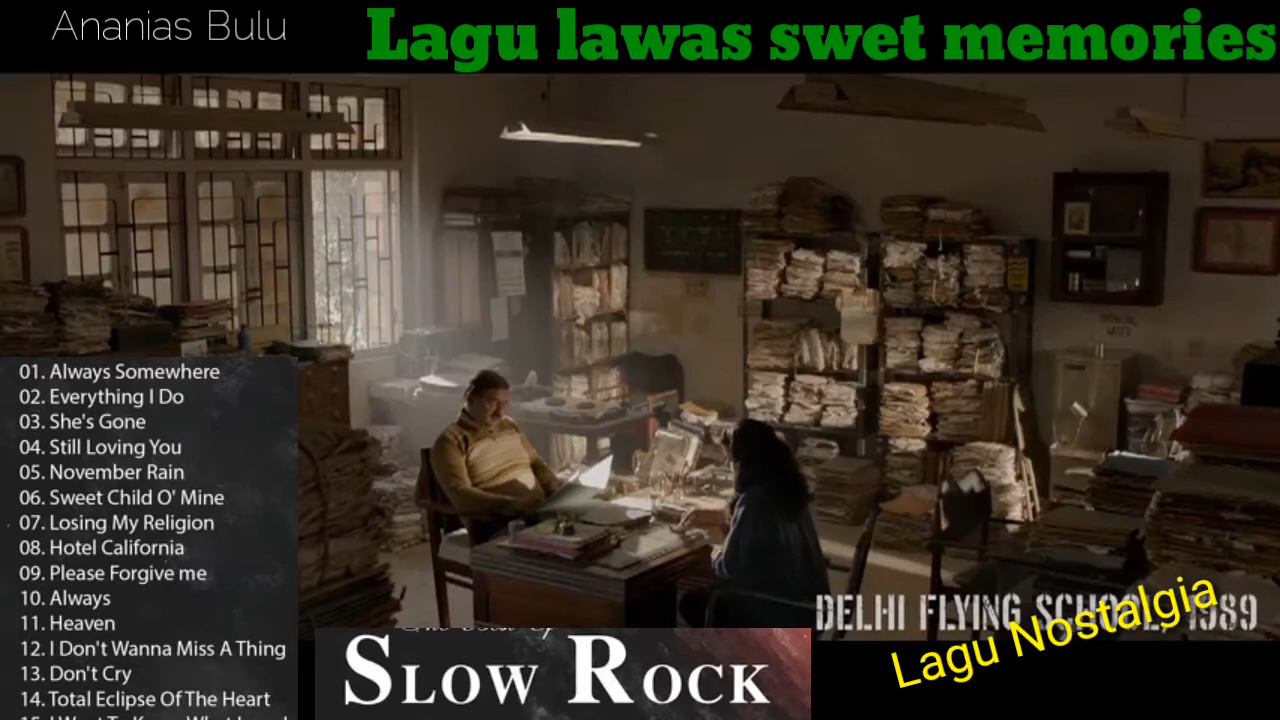 Ananias Bulu
Lagu lawas swet memories
01. Always Somewhere
02. Everything I Do
03. She's Gone
04. Still Loving You
05. November Rain
06. Sweet Child O' Mine
07. Losing My Religion
08. Hotel California
09. Please Forgive me
10. Always
11. Heaven
12. I Don't Wanna Miss A Thing
13. Don't Cry
14. Total Eclipse Of The Heart
SLOW ROCK
DELHI FLYING SCHOOL, 1989
Lagu Nostalgia